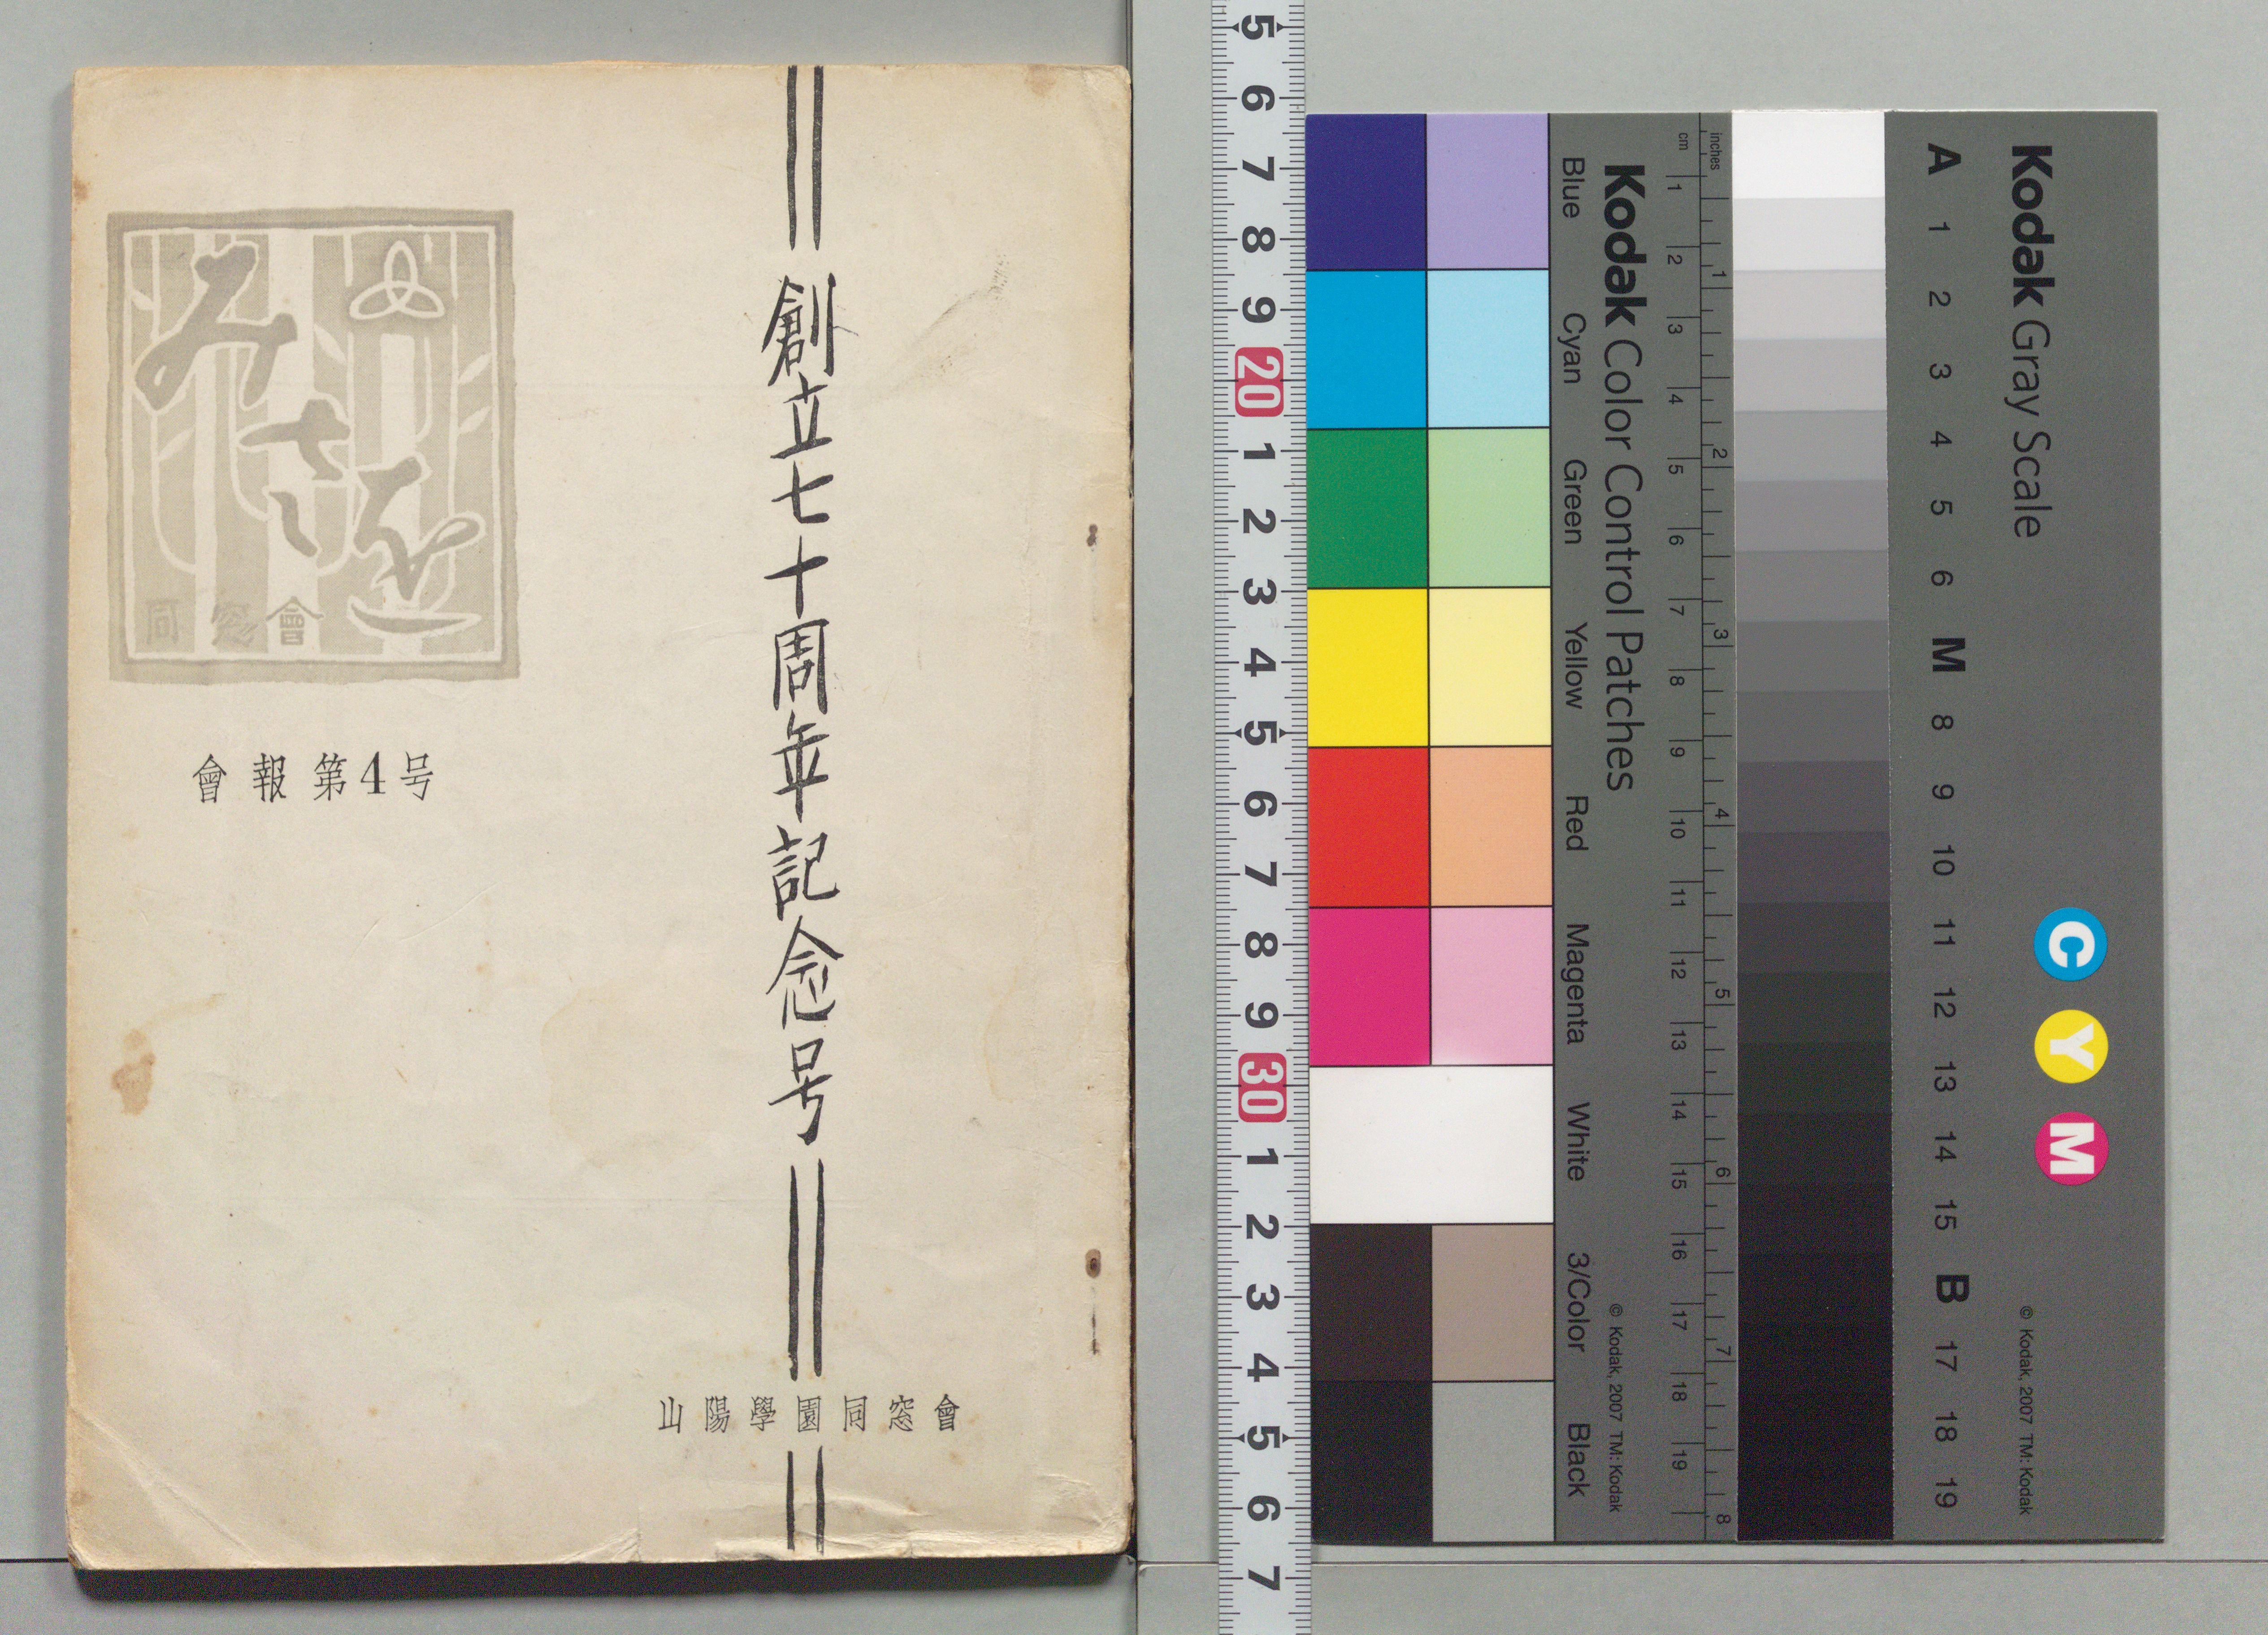 創立七十周年記念号
みさを
同窓會
會報第4号
山陽學園同窓會
5 6 7 8 9 20 1 2 3 4 5 6 7 8 9 30 1 2 3 4 5 6 7
Kodak Color Control Patches
Blue Cyan Green Yellow Red Magenta White 3/Color Black
© Kodak, 2007 TM: Kodak
cm 1 2 3 4 5 6 7 8 9 10 11 12 13 14 15 16 17 18 19
inches 1 2 3 4 5 6 7 8
Kodak Gray Scale
C Y M
© Kodak, 2007 TM: Kodak
A 1 2 3 4 5 6 M 8 9 10 11 12 13 14 15 B 17 18 19